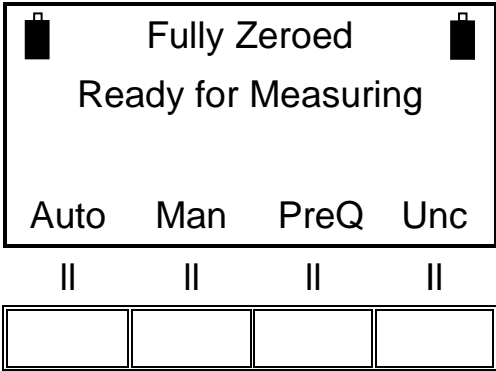 Fully Zeroed
Ready for Measuring
Auto Man PreQ Unc
|| || || ||